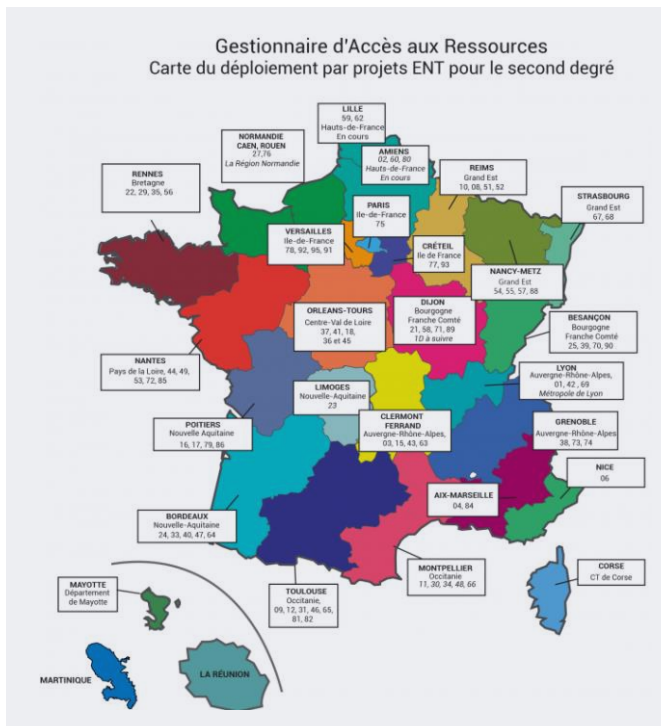 Gestionnaire d'Accès aux Ressources
Carte du déploiement par projets ENT pour le second degré
LILLE
59, 62
Hauts-de-France
En cours
NORMANDIE
CAEN, ROUEN
27,76
La Région Normandie
AMIENS
02, 60, 80
Hauts-de-France
En cours
REIMS
Grand Est
10, 08, 51, 52
RENNES
Bretagne
22, 29, 35, 56
STRASBOURG
Grand Est
67, 68
PARIS
Ile-de-France
75
VERSAILLES
Ile-de-France
78, 92, 95, 91
CRÉTEIL
Ile de France
77, 93
NANCY-METZ
Grand Est
54, 55, 57, 88
ORLEANS-TOURS
Centre-Val de Loire
37, 41, 18,
36 et 45
DIJON
Bourgogne
Franche Comté
21, 58, 71, 89
1D à suivre
BESANÇON
Bourgogne
Franche Comté
25, 39, 70, 90
NANTES
Pays de la Loire, 44, 49,
53, 72, 85
LIMOGES
Nouvelle-Aquitaine
23
LYON
Auvergne-Rhône-Alpes,
01, 42 , 69
Métropole de Lyon
POITIERS
Nouvelle Aquitaine
16, 17, 79, 86
CLERMONT
FERRAND
Auvergne-Rhône-Alpes,
03, 15, 43, 63
GRENOBLE
Auvergne-Rhône-Alpes
38, 73, 74
NICE
06
AIX-MARSEILLE
04, 84
BORDEAUX
Nouvelle-Aquitaine
24, 33, 40, 47, 64
MONTPELLIER
Occitanie
11, 30, 34, 48, 66
CORSE
CT de Corse
TOULOUSE
Occitanie,
09, 12, 31, 46, 65,
81, 82
MAYOTTE
Département
de Mayotte
MARTINIQUE
LA RÉUNION